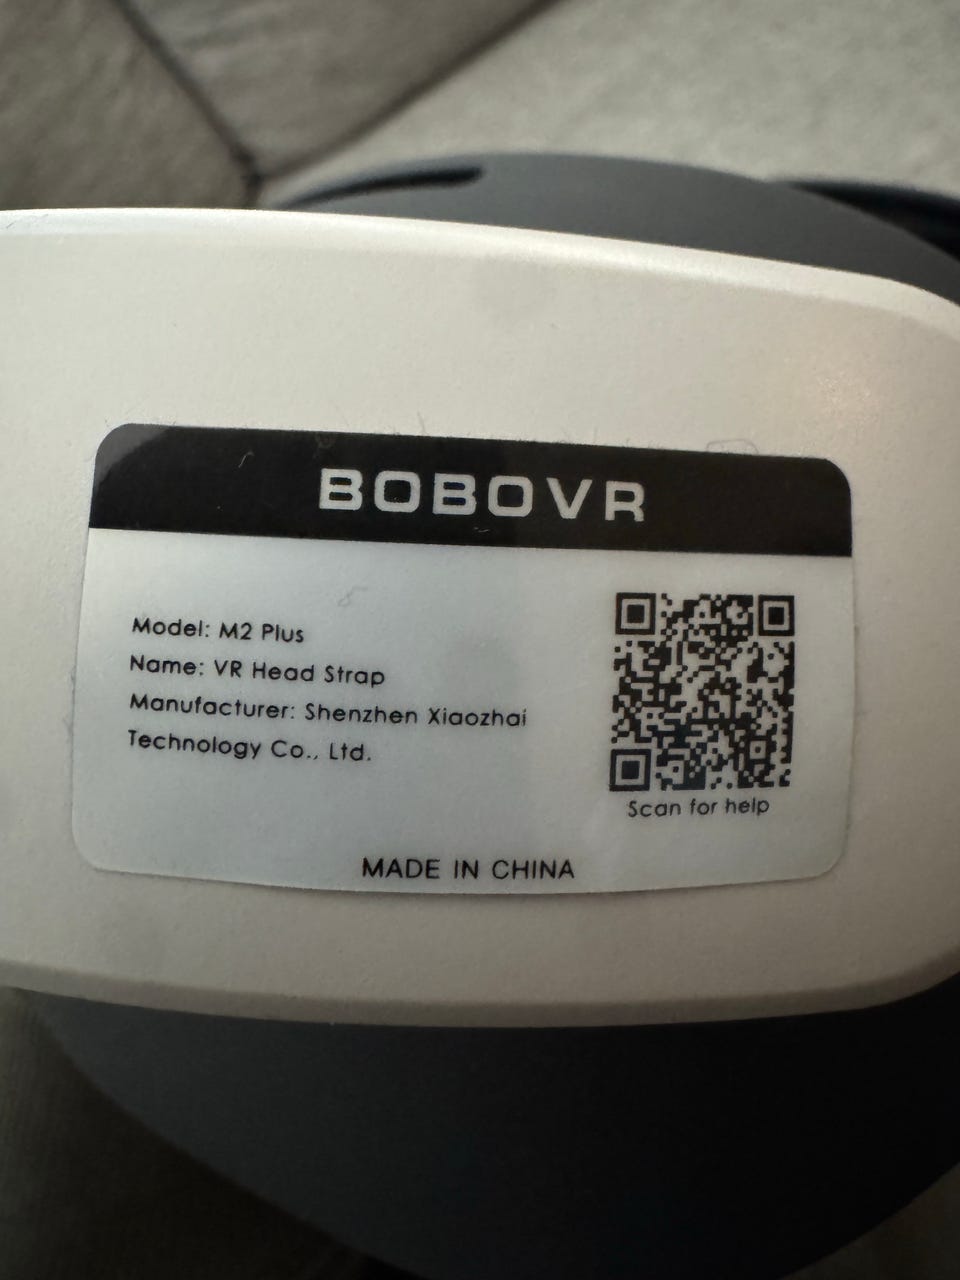 BOBOVR
Model: M2 Plus
Name: VR Head Strap
Manufacturer: Shenzhen Xiaozhai
Technology Co., Ltd.
Scan for help
MADE IN CHINA